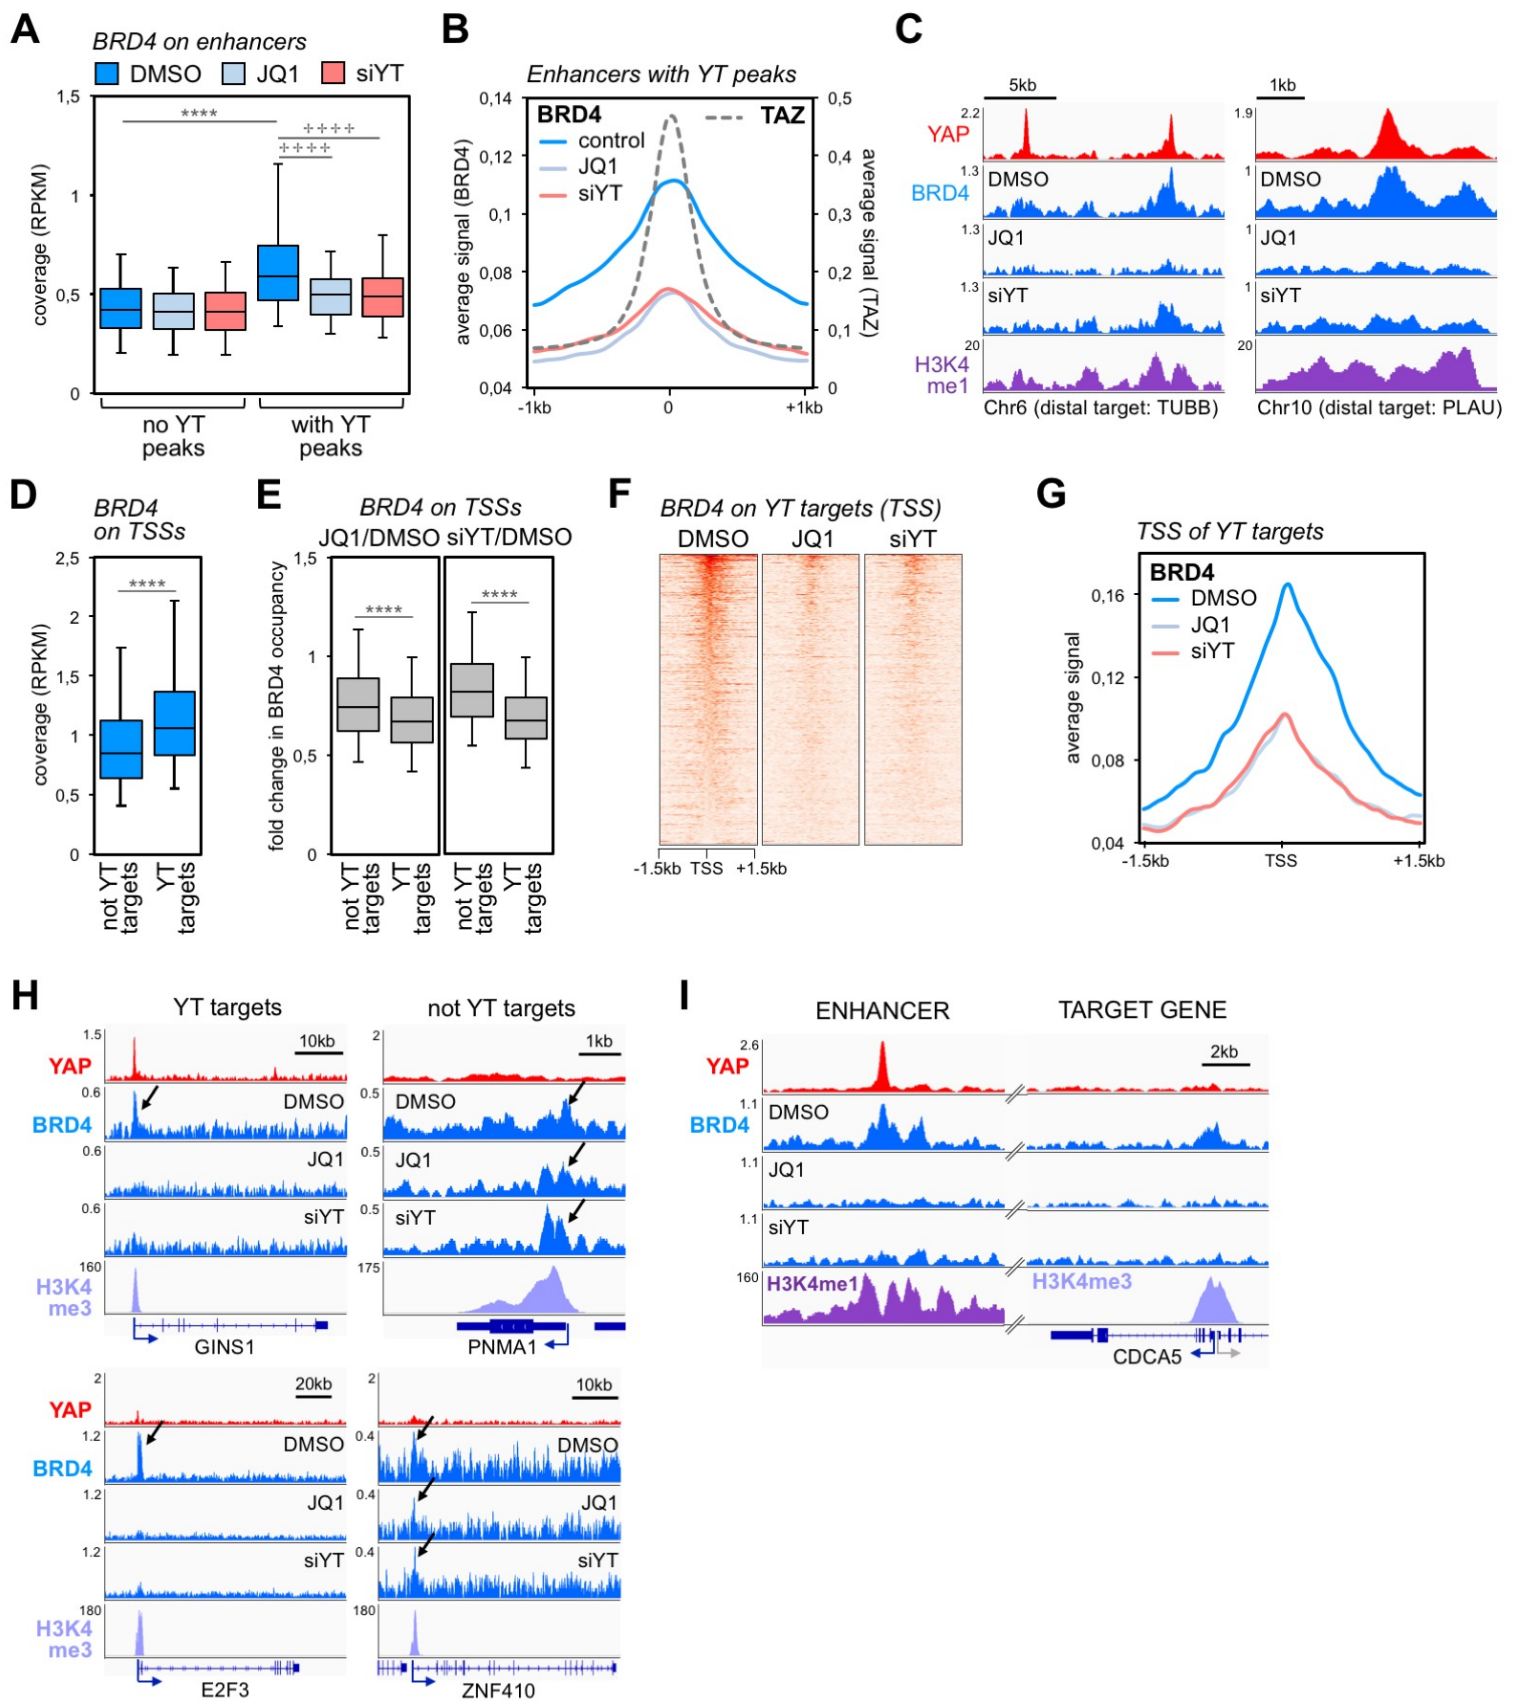 A
BRD4 on enhancers
DMSO JQ1 siYT
1,5
1
0,5
0
coverage (RPKM)
****
++++
++++
no YT peaks
with YT peaks
B
Enhancers with YT peaks
BRD4
control
JQ1
siYT
TAZ
0,14
0,12
0,1
0,08
0,06
0,04
average signal (BRD4)
0,5
0,4
0,3
0,2
0,1
0
average signal (TAZ)
-1kb 0 +1kb
C
5kb 1kb
YAP 2.2 1.9
BRD4 1.3 DMSO 1 DMSO
1.3 JQ1 1 JQ1
1.3 siYT 1 siYT
H3K4 me1 20 20
Chr6 (distal target: TUBB) Chr10 (distal target: PLAU)
D
BRD4
on TSSs
2,5
2
1,5
1
0,5
0
coverage (RPKM)
****
not YT targets
YT targets
E
BRD4 on TSSs
JQ1/DMSO siYT/DMSO
1,5
1
0,5
0
fold change in BRD4 occupancy
**** ****
not YT targets
YT targets
not YT targets
YT targets
F
BRD4 on YT targets (TSS)
DMSO JQ1 siYT
-1.5kb TSS +1.5kb
G
TSS of YT targets
BRD4
DMSO
JQ1
siYT
0,16
0,12
0,08
0,04
average signal
-1.5kb TSS +1.5kb
H
YT targets not YT targets
YAP 1.5 10kb 2 1kb
BRD4 0.6 DMSO 0.5 DMSO
0.6 JQ1 0.5 JQ1
0.6 siYT 0.5 siYT
H3K4 me3 160 175
GINS1 PNMA1
YAP 2 20kb 2 10kb
BRD4 1.2 DMSO 0.4 DMSO
1.2 JQ1 0.4 JQ1
1.2 siYT 0.4 siYT
H3K4 me3 180 180
E2F3 ZNF410
I
ENHANCER TARGET GENE
YAP 2.6 2kb
BRD4 1.1 DMSO
1.1 JQ1
1.1 siYT
160 H3K4me1 H3K4me3
CDCA5